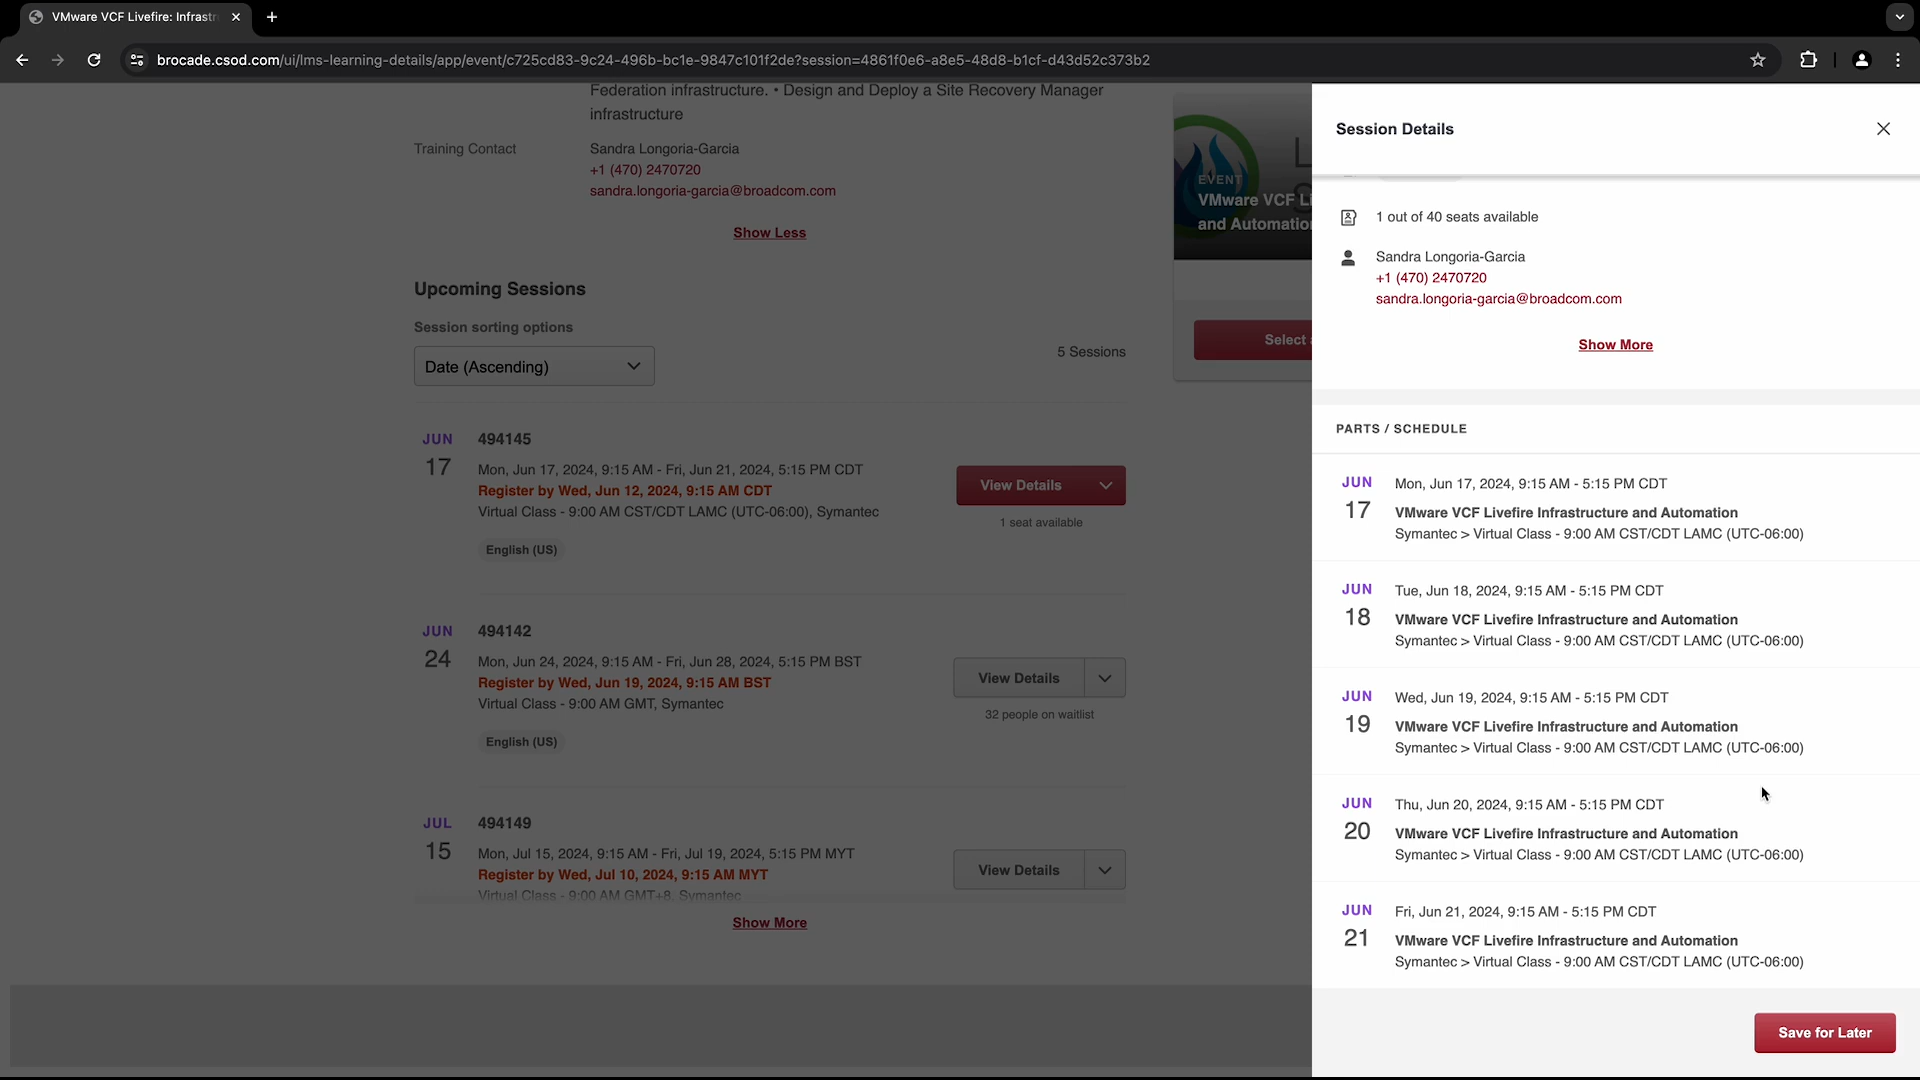 VMware VCF Livefire: Infrastr
brocade.csod.com/ui/lms-learning-details/app/event/c725cd83-9c24-496b-bc1e-9847c101f2de?session=4861f0e6-a8e5-48d8-b1cf-d43d52c373b2
Federation infrastructure. • Design and Deploy a Site Recovery Manager
infrastructure
Training Contact
Sandra Longoria-Garcia
+1 (470) 2470720
sandra.longoria-garcia@broadcom.com
Show Less
Upcoming Sessions
Session sorting options
Date (Ascending)
5 Sessions
JUN
17
494145
Mon, Jun 17, 2024, 9:15 AM - Fri, Jun 21, 2024, 5:15 PM CDT
Register by Wed, Jun 12, 2024, 9:15 AM CDT
Virtual Class - 9:00 AM CST/CDT LAMC (UTC-06:00), Symantec
English (US)
View Details
1 seat available
JUN
24
494142
Mon, Jun 24, 2024, 9:15 AM - Fri, Jun 28, 2024, 5:15 PM BST
Register by Wed, Jun 19, 2024, 9:15 AM BST
Virtual Class - 9:00 AM GMT, Symantec
English (US)
View Details
32 people on waitlist
JUL
15
494149
Mon, Jul 15, 2024, 9:15 AM - Fri, Jul 19, 2024, 5:15 PM MYT
Register by Wed, Jul 10, 2024, 9:15 AM MYT
Virtual Class - 9:00 AM GMT+8, Symantec
View Details
Show More
EVENT
VMware VCF Li
and Automation
Select
Session Details
1 out of 40 seats available
Sandra Longoria-Garcia
+1 (470) 2470720
sandra.longoria-garcia@broadcom.com
Show More
PARTS / SCHEDULE
JUN
17
Mon, Jun 17, 2024, 9:15 AM - 5:15 PM CDT
VMware VCF Livefire Infrastructure and Automation
Symantec > Virtual Class - 9:00 AM CST/CDT LAMC (UTC-06:00)
JUN
18
Tue, Jun 18, 2024, 9:15 AM - 5:15 PM CDT
VMware VCF Livefire Infrastructure and Automation
Symantec > Virtual Class - 9:00 AM CST/CDT LAMC (UTC-06:00)
JUN
19
Wed, Jun 19, 2024, 9:15 AM - 5:15 PM CDT
VMware VCF Livefire Infrastructure and Automation
Symantec > Virtual Class - 9:00 AM CST/CDT LAMC (UTC-06:00)
JUN
20
Thu, Jun 20, 2024, 9:15 AM - 5:15 PM CDT
VMware VCF Livefire Infrastructure and Automation
Symantec > Virtual Class - 9:00 AM CST/CDT LAMC (UTC-06:00)
JUN
21
Fri, Jun 21, 2024, 9:15 AM - 5:15 PM CDT
VMware VCF Livefire Infrastructure and Automation
Symantec > Virtual Class - 9:00 AM CST/CDT LAMC (UTC-06:00)
Save for Later